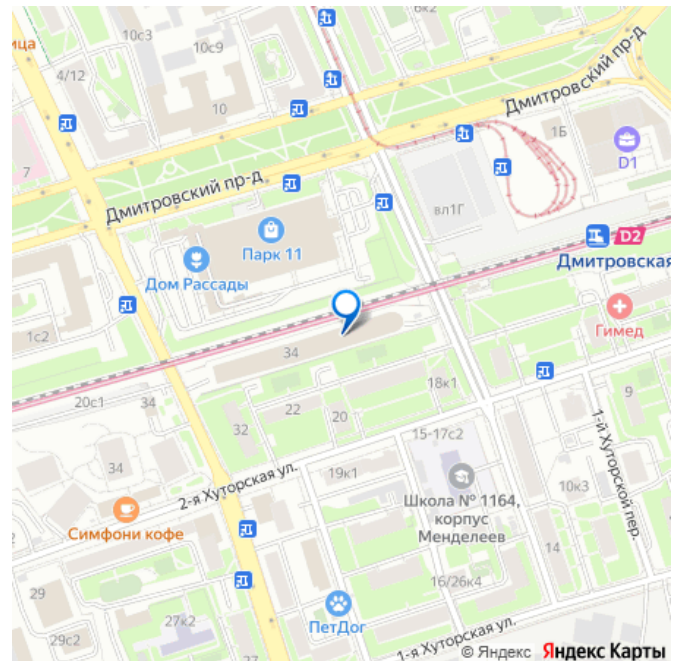 6к2
ица
10с3
10с9
4/12
10
Дмитровский пр-д
1Б
D1
7
вл1Г
Дмитровский пр-д
Парк 11
D2
Дмитровская
Дом Рассады
Гимед
1с2
34
18к1
20с1
34
22
20
9
32
15-17с2
1-й Хуторской пер.
34
19к1
2-я Хуторская ул.
Школа № 1164,
корпус
Менделеев
10к3
Симфони кофе
14
29
16/26к4
27к2
ПетДог
29с2
1-я Хуторская ул.
© Яндекс Яндекс Карты